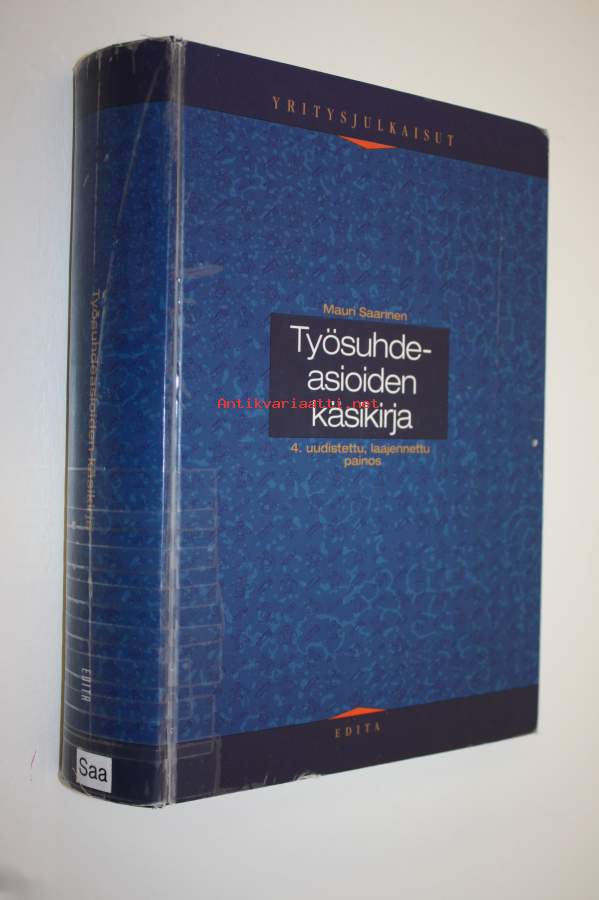 YRITYSJULKAISUT
Mauri Saarinen
Työsuhde-
asioiden
käsikirja
4. uudistettu, laajennettu
painos
EDITA
Työsuhdeasioiden käsikirja
EDITA
Saa
Antikvariaatti.net